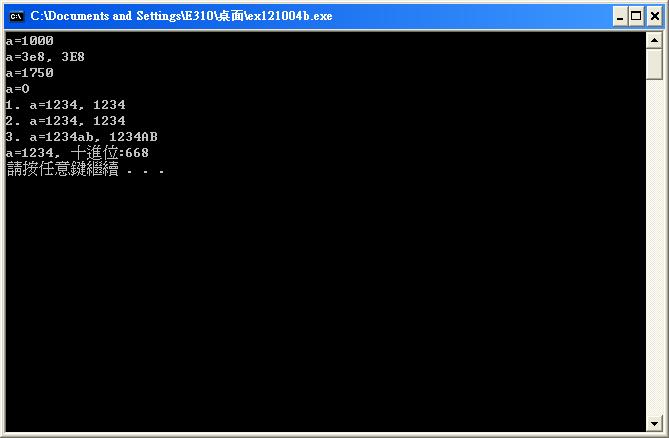 C:\Documents and Settings\E310\桌面\ex121004b.exe
a=1000
a=3e8, 3E8
a=1750
a=0
1. a=1234, 1234
2. a=1234, 1234
3. a=1234ab, 1234AB
a=1234, 十進位:668
請按任意鍵繼續 . . .